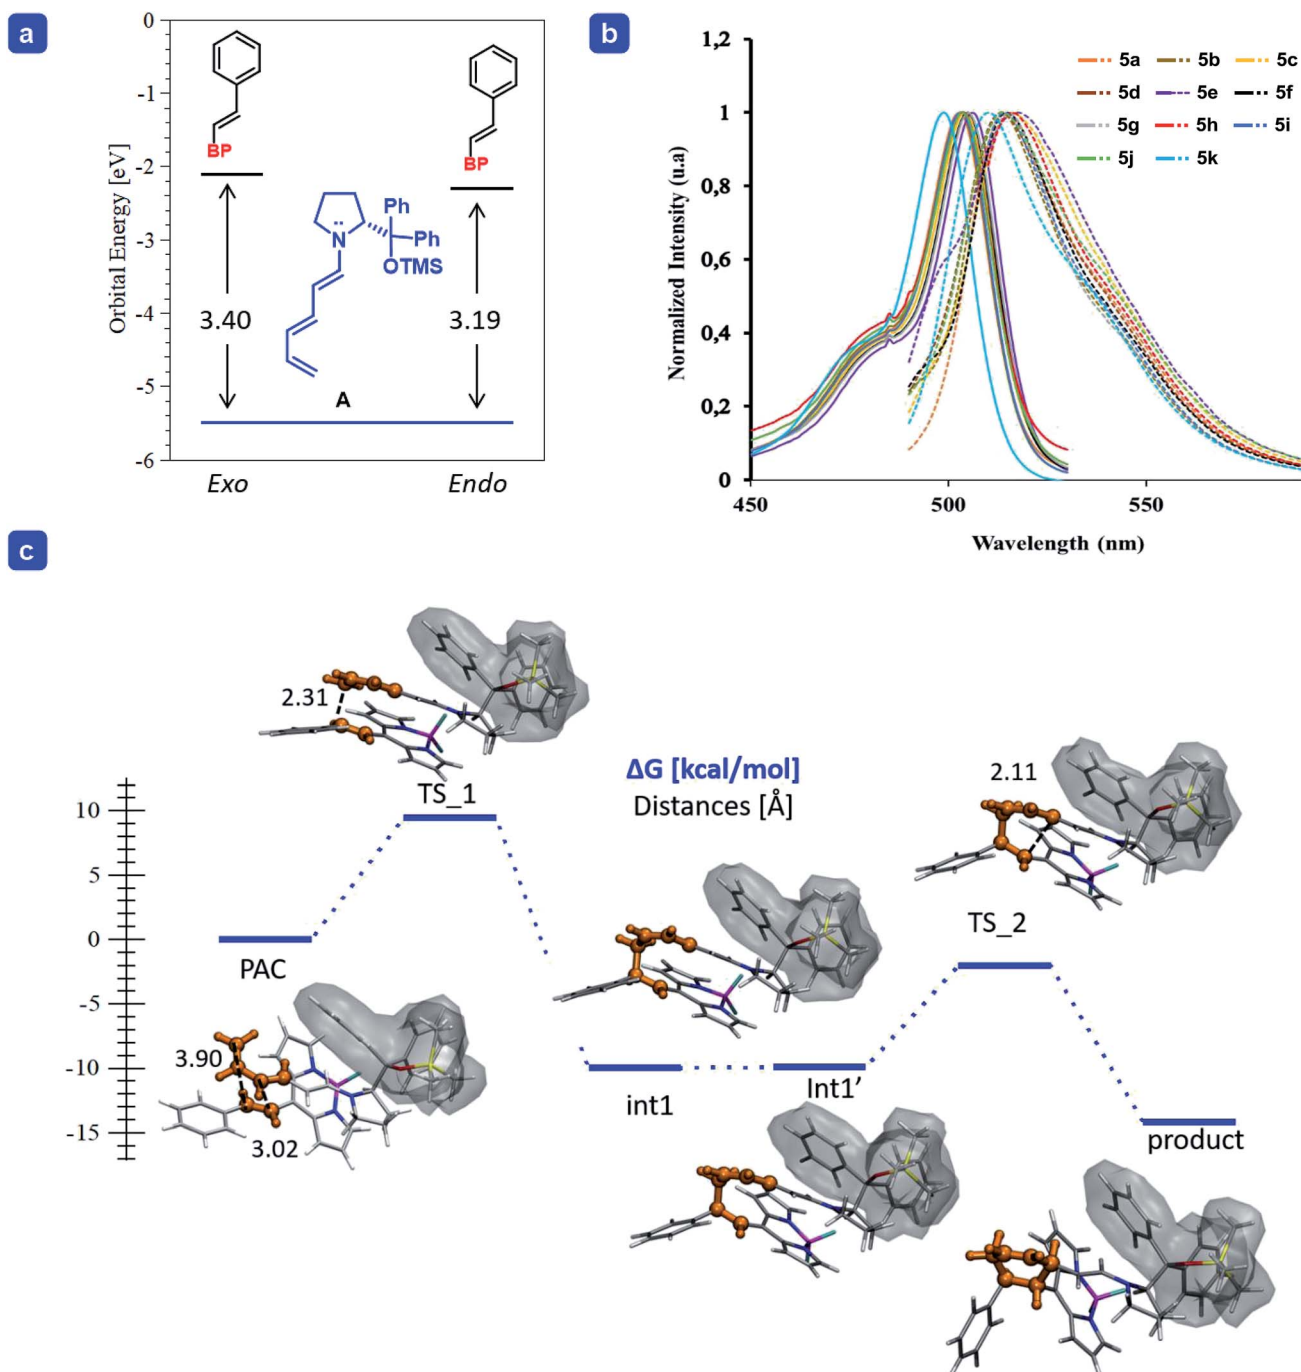 a
Orbital Energy [eV]
0
-1
-2
-3
-4
-5
-6
BP
BP
N
Ph
Ph
OTMS
3.40
3.19
A
Exo
Endo
b
Normalized Intensity (u.a)
1,2
1
0,8
0,6
0,4
0,2
0
450
500
550
Wavelength (nm)
5a 5b 5c
5d 5e 5f
5g 5h 5i
5j 5k
c
2.31
TS_1
ΔG [kcal/mol]
Distances [Å]
2.11
TS_2
10
5
0
-5
-10
-15
PAC
3.90
3.02
int1
Int1’
product